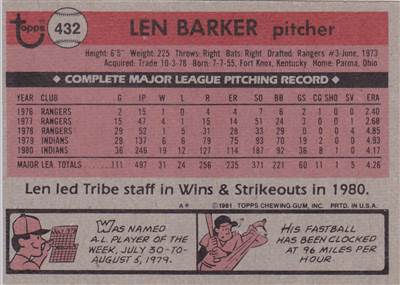 Topps
432
LEN BARKER pitcher
Height: 6'5" Weight: 225 Throws: Right Bats: Right Drafted: Rangers #3-June, 1973
Acquired: Trade 10-3-78 Born: 7-7-55, Fort Knox, Kentucky Home: Parma, Ohio
COMPLETE MAJOR LEAGUE PITCHING RECORD
YEAR CLUB G IP W L R ER SO BB GS CG SHO SV ERA
1976 RANGERS 2 15 1 0 4 4 7 6 2 1 1 0 2.40
1977 RANGERS 15 47 4 1 15 14 51 24 3 0 0 1 2.68
1978 RANGERS 29 52 1 5 31 28 33 29 0 0 0 4 4.85
1979 INDIANS 29 137 6 6 79 75 93 70 19 2 0 0 4.93
1980 INDIANS 36 246 19 12 127 114 187 92 36 8 1 0 4.17
MAJOR LEA. TOTALS 111 497 31 24 256 235 371 221 60 11 2 5 4.26
Len led Tribe staff in Wins & Strikeouts in 1980.
A* ©1981 TOPPS CHEWING GUM, INC. PRTD. IN U.S.A.
WAS NAMED
A.L. PLAYER OF THE
WEEK, JULY 30-TO-
AUGUST 5, 1979.
HIS FASTBALL
HAS BEEN CLOCKED
AT 96 MILES PER
HOUR.